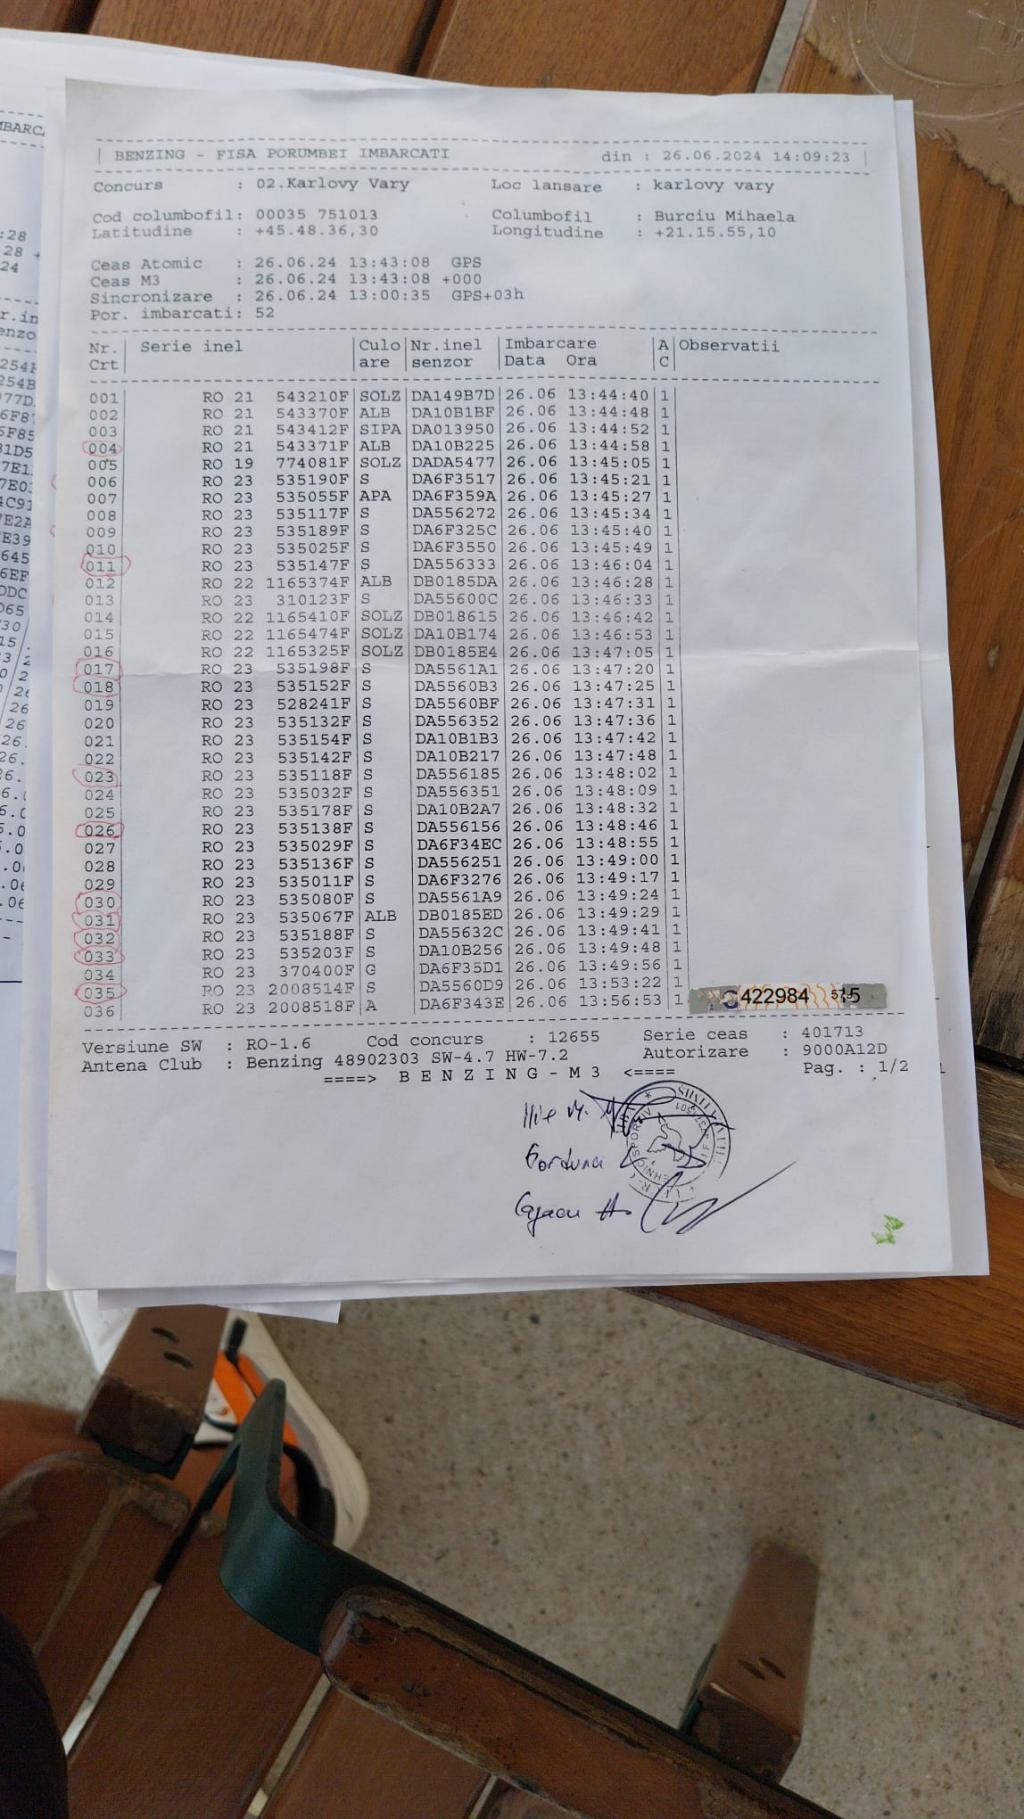 BENZING - FISA PORUMBEI IMBARCATI din : 26.06.2024 14:09:23
Concurs : 02.Karlovy Vary Loc lansare : karlovy vary
Cod columbofil: 00035 751013 Columbofil : Burciu Mihaela
Latitudine : +45.48.36,30 Longitudine : +21.15.55,10
Ceas Atomic : 26.06.24 13:43:08 GPS
Ceas M3 : 26.06.24 13:43:08 +000
Sincronizare : 26.06.24 13:00:35 GPS+03h
Por. imbarcati: 52
Nr. Serie inel Culo Nr.inel Imbarcare A Observatii
Crt are senzor Data Ora C
001 RO 21 543210F SOLZ DA149B7D 26.06 13:44:40 1
002 RO 21 543370F ALB DA10B1BF 26.06 13:44:48 1
003 RO 21 543412F SIPA DA013950 26.06 13:44:52 1
004 RO 21 543371F ALB DA10B225 26.06 13:44:58 1
005 RO 19 774081F SOLZ DADA5477 26.06 13:45:05 1
006 RO 23 535190F S DA6F3517 26.06 13:45:21 1
007 RO 23 535055F APA DA6F359A 26.06 13:45:27 1
008 RO 23 535117F S DA556272 26.06 13:45:34 1
009 RO 23 535189F S DA6F325C 26.06 13:45:40 1
010 RO 23 535025F S DA6F3550 26.06 13:45:49 1
011 RO 23 535147F S DA556333 26.06 13:46:04 1
012 RO 22 1165374F ALB DB0185DA 26.06 13:46:28 1
013 RO 23 310123F S DA55600C 26.06 13:46:33 1
014 RO 22 1165410F SOLZ DB018615 26.06 13:46:42 1
015 RO 22 1165474F SOLZ DA10B174 26.06 13:46:53 1
016 RO 22 1165325F SOLZ DB0185E4 26.06 13:47:05 1
017 RO 23 535198F S DA5561A1 26.06 13:47:20 1
018 RO 23 535152F S DA5560B3 26.06 13:47:25 1
019 RO 23 528241F S DA5560BF 26.06 13:47:31 1
020 RO 23 535132F S DA556352 26.06 13:47:36 1
021 RO 23 535154F S DA10B1B3 26.06 13:47:42 1
022 RO 23 535142F S DA10B217 26.06 13:47:48 1
023 RO 23 535118F S DA556185 26.06 13:48:02 1
024 RO 23 535032F S DA556351 26.06 13:48:09 1
025 RO 23 535178F S DA10B2A7 26.06 13:48:32 1
026 RO 23 535138F S DA556156 26.06 13:48:46 1
027 RO 23 535029F S DA6F34EC 26.06 13:48:55 1
028 RO 23 535136F S DA556251 26.06 13:49:00 1
029 RO 23 535011F S DA6F3276 26.06 13:49:17 1
030 RO 23 535080F S DA5561A9 26.06 13:49:24 1
031 RO 23 535067F ALB DB0185ED 26.06 13:49:29 1
032 RO 23 535188F S DA55632C 26.06 13:49:41 1
033 RO 23 535203F S DA10B256 26.06 13:49:48 1
034 RO 23 370400F G DA6F35D1 26.06 13:49:56 1
035 RO 23 2008514F S DA5560D9 26.06 13:53:22 1
036 RO 23 2008518F A DA6F343E 26.06 13:56:53 1 422984
Versiune SW : RO-1.6 Cod concurs : 12655 Serie ceas : 401713
Antena Club : Benzing 48902303 SW-4.7 HW-7.2 Autorizare : 9000A12D
====> B E N Z I N G - M 3 <==== Pag. : 1/2